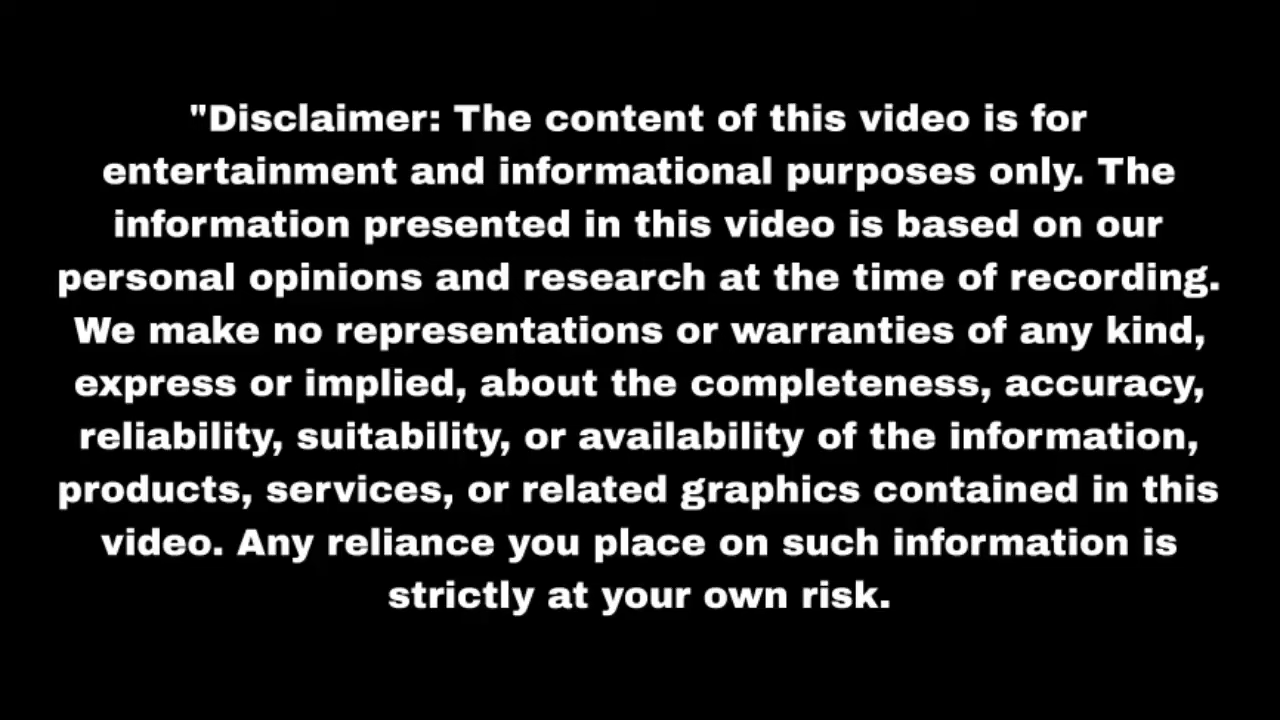 "Disclaimer: The content of this video is for
entertainment and informational purposes only. The
information presented in this video is based on our
personal opinions and research at the time of recording.
We make no representations or warranties of any kind,
express or implied, about the completeness, accuracy,
reliability, suitability, or availability of the information,
products, services, or related graphics contained in this
video. Any reliance you place on such information is
strictly at your own risk.